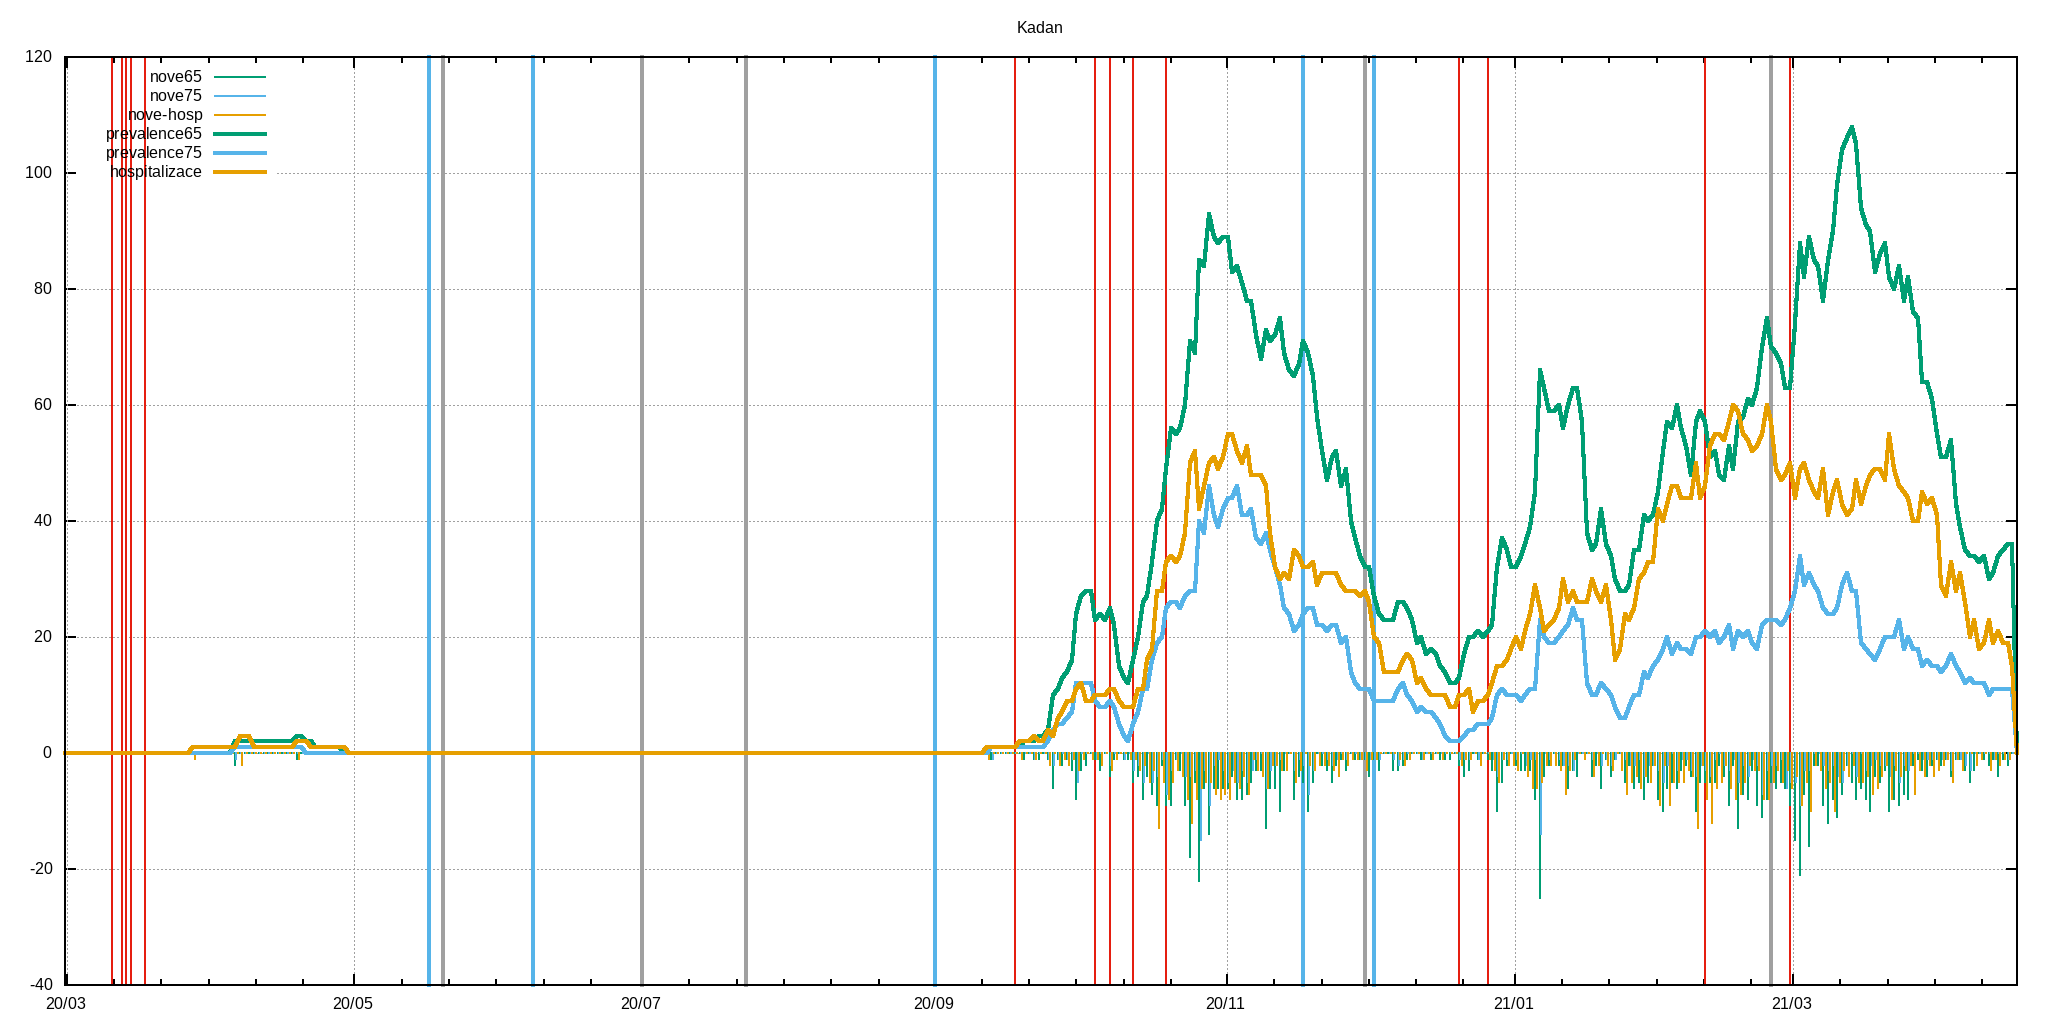 Kadan
120
100
80
60
40
20
0
-20
-40
nove65
nove75
nove-hosp
prevalence65
prevalence75
hospitalizace
20/03 20/05 20/07 20/09 20/11 21/01 21/03